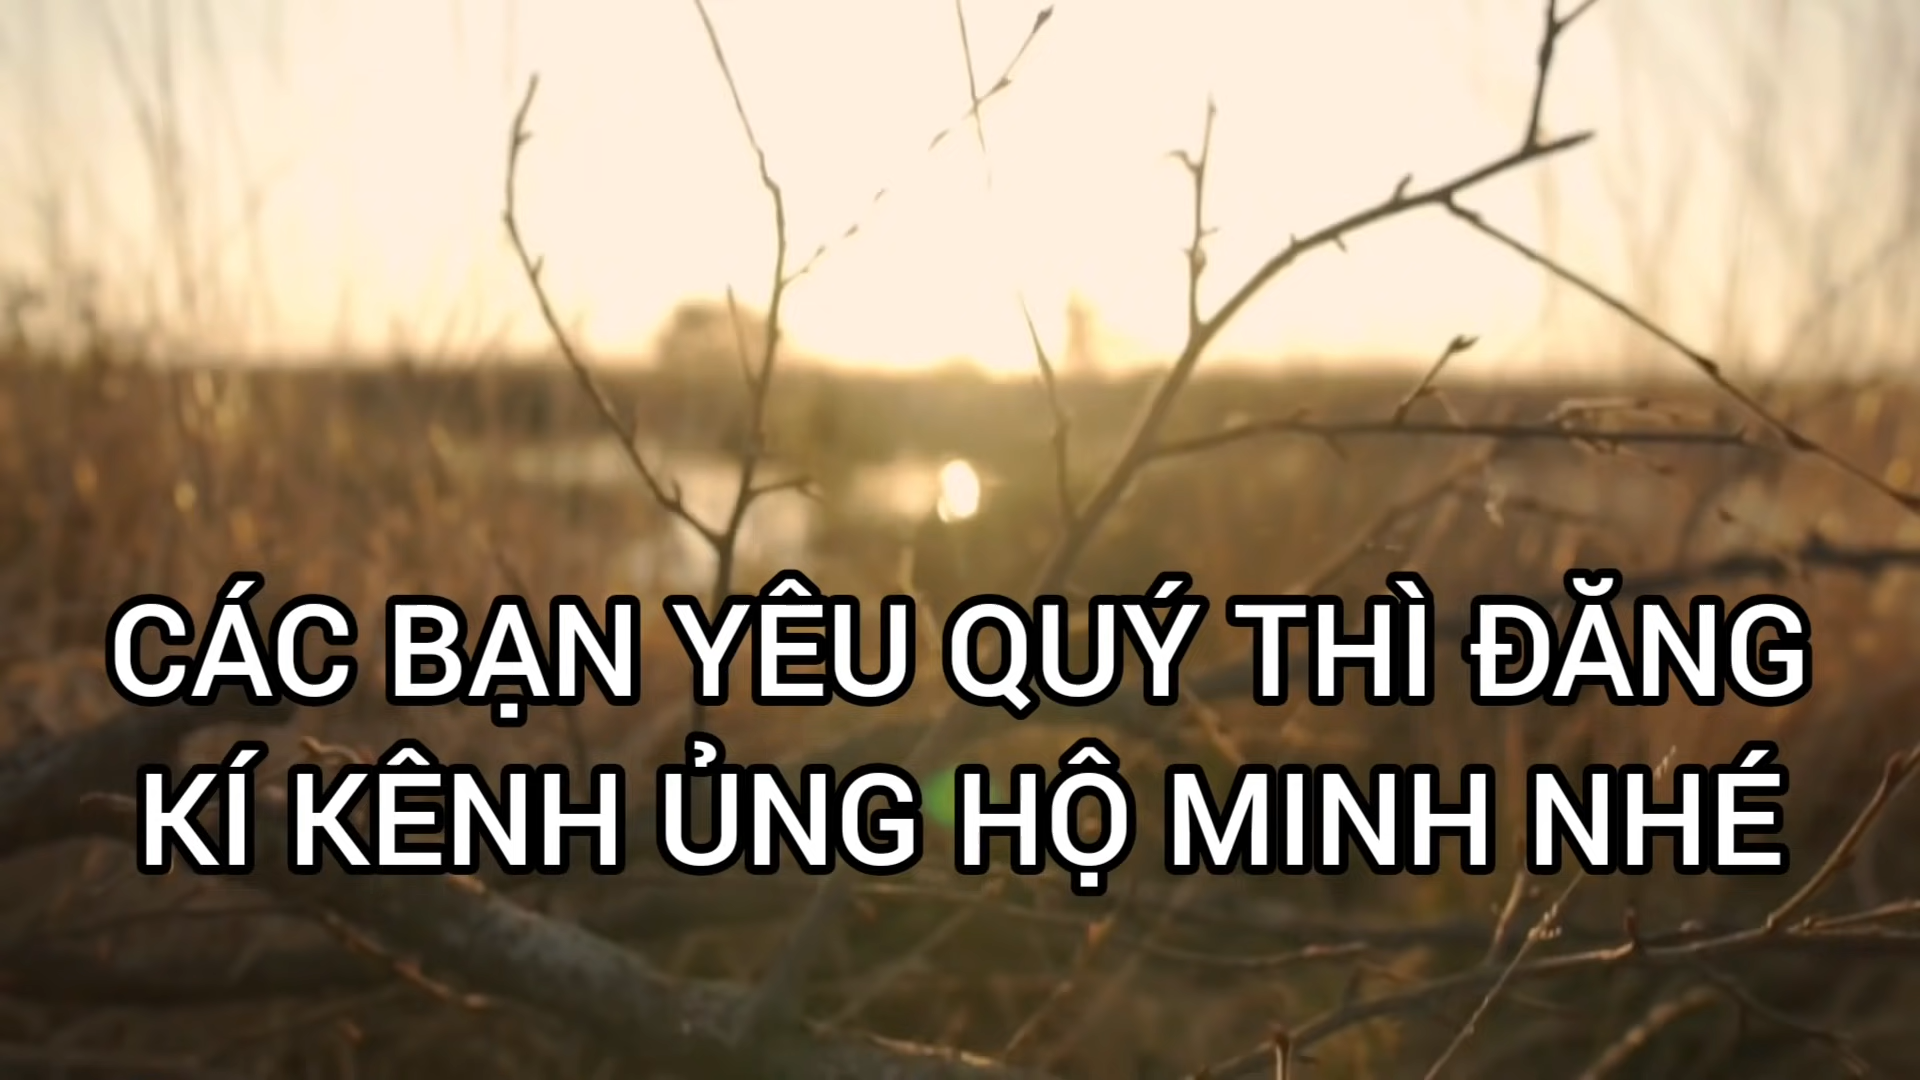 CÁC BẠN YÊU QUÝ THÌ ĐĂNG
KÍ KÊNH ỦNG HỘ MINH NHÉ